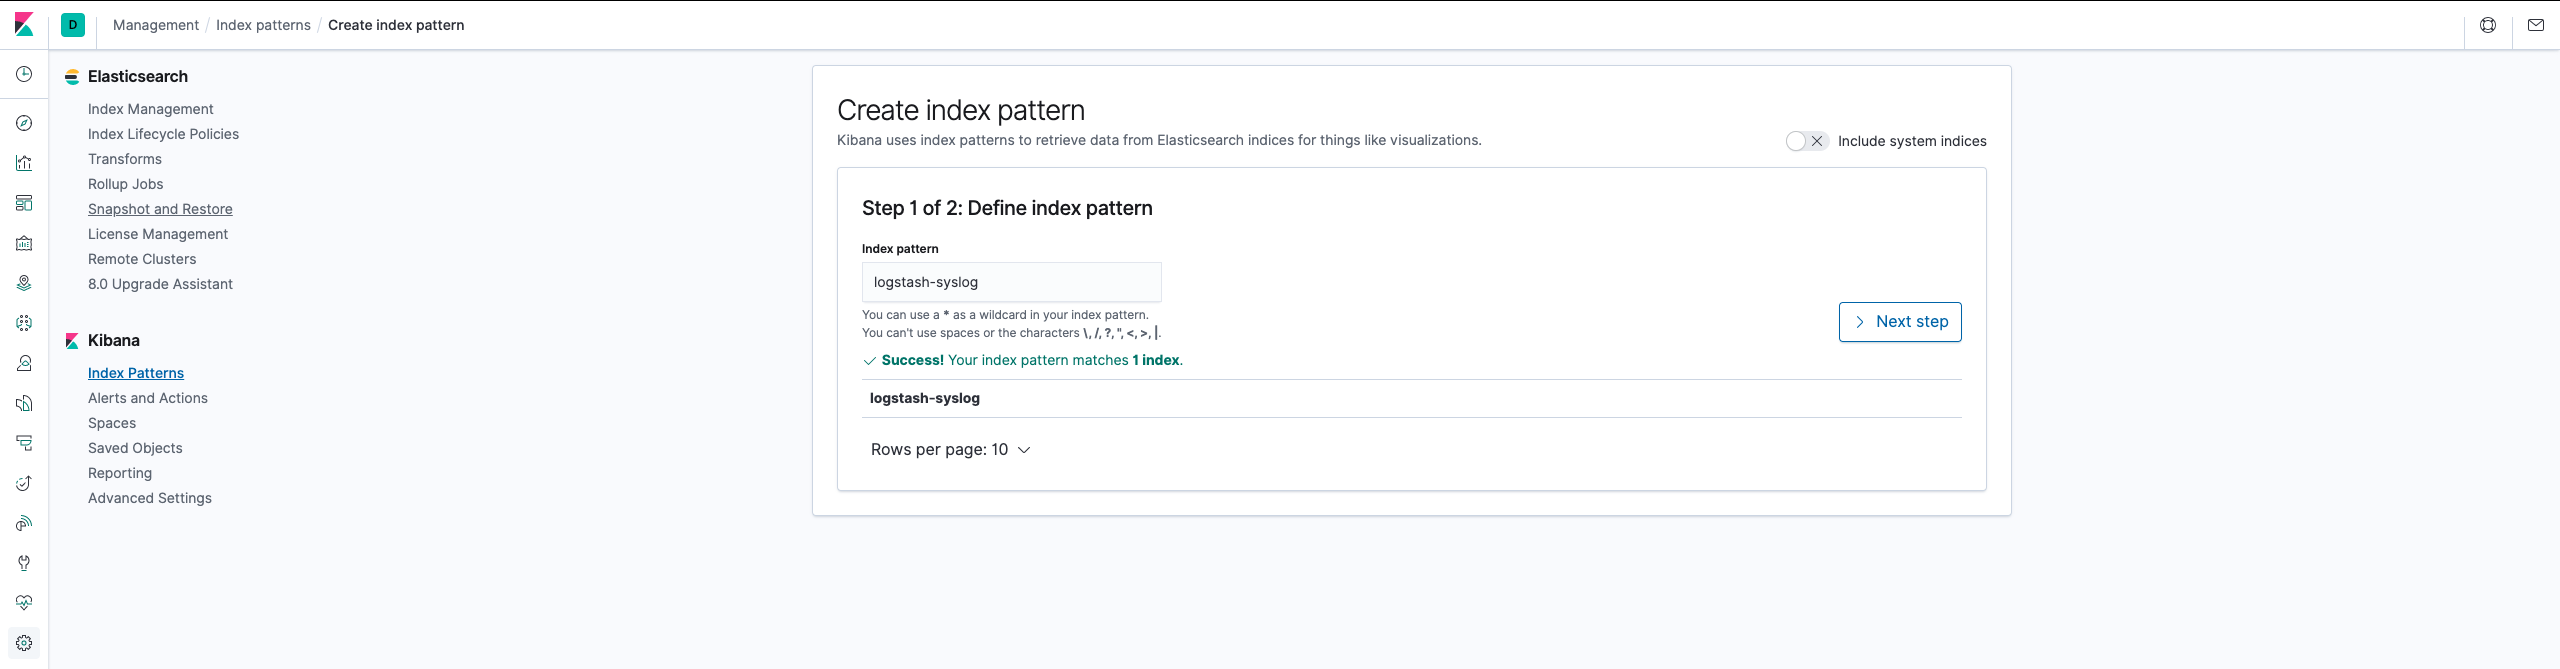 D Management / Index patterns / Create index pattern
Elasticsearch
Index Management
Index Lifecycle Policies
Transforms
Rollup Jobs
Snapshot and Restore
License Management
Remote Clusters
8.0 Upgrade Assistant
Kibana
Index Patterns
Alerts and Actions
Spaces
Saved Objects
Reporting
Advanced Settings
Create index pattern
Kibana uses index patterns to retrieve data from Elasticsearch indices for things like visualizations.
Include system indices
Step 1 of 2: Define index pattern
Index pattern
logstash-syslog
You can use a * as a wildcard in your index pattern.
You can't use spaces or the characters \, /, ?, ", <, >, |.
Next step
Success! Your index pattern matches 1 index.
logstash-syslog
Rows per page: 10